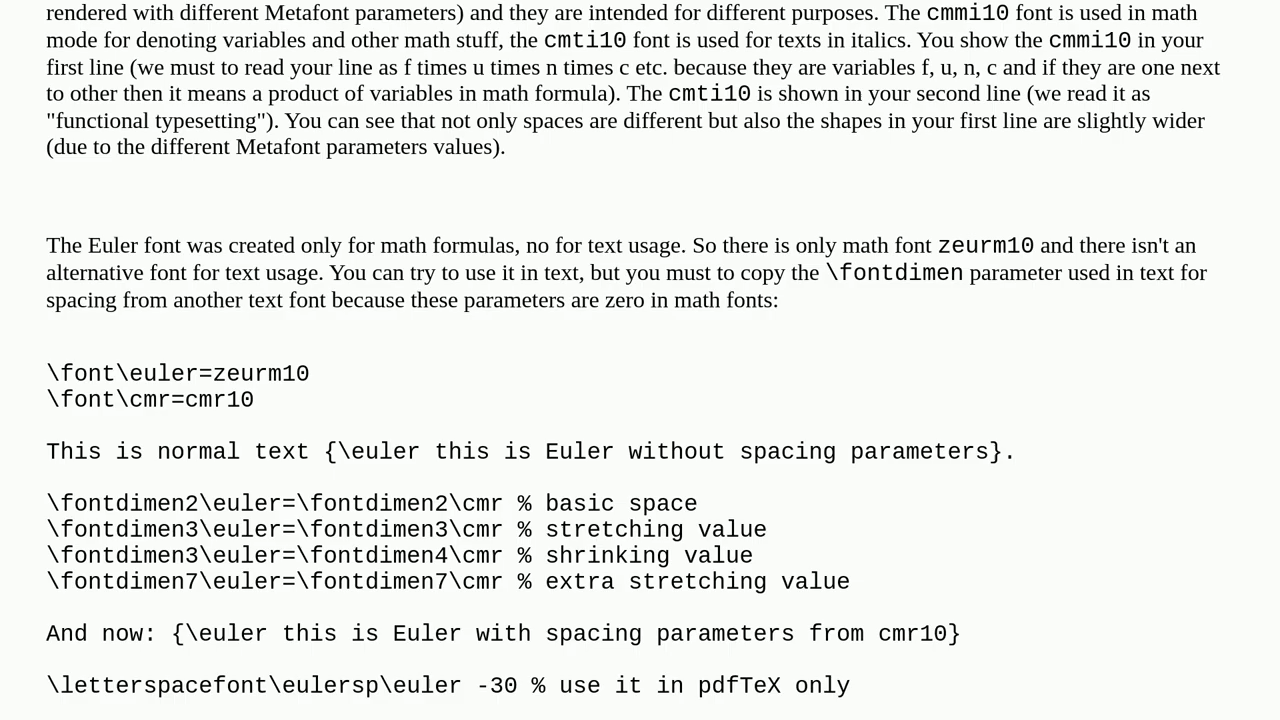 rendered with different Metafont parameters) and they are intended for different purposes. The cmmi10 font is used in math
mode for denoting variables and other math stuff, the cmti10 font is used for texts in italics. You show the cmmi10 in your
first line (we must to read your line as f times u times n times c etc. because they are variables f, u, n, c and if they are one next
to other then it means a product of variables in math formula). The cmti10 is shown in your second line (we read it as
"functional typesetting"). You can see that not only spaces are different but also the shapes in your first line are slightly wider
(due to the different Metafont parameters values).
The Euler font was created only for math formulas, no for text usage. So there is only math font zeurm10 and there isn't an
alternative font for text usage. You can try to use it in text, but you must to copy the \fontdimen parameter used in text for
spacing from another text font because these parameters are zero in math fonts:
\font\euler=zeurm10
\font\cmr=cmr10
This is normal text {\euler this is Euler without spacing parameters}.
\fontdimen2\euler=\fontdimen2\cmr % basic space
\fontdimen3\euler=\fontdimen3\cmr % stretching value
\fontdimen3\euler=\fontdimen4\cmr % shrinking value
\fontdimen7\euler=\fontdimen7\cmr % extra stretching value
And now: {\euler this is Euler with spacing parameters from cmr10}
\letterspacefont\eulersp\euler -30 % use it in pdfTeX only